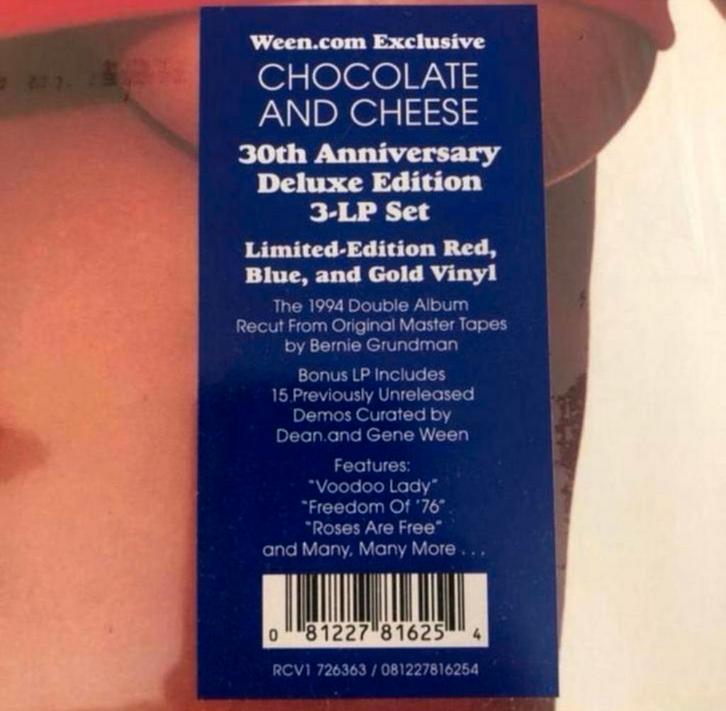 Ween.com Exclusive
CHOCOLATE
AND CHEESE
30th Anniversary
Deluxe Edition
3-LP Set
Limited-Edition Red,
Blue, and Gold Vinyl
The 1994 Double Album
Recut From Original Master Tapes
by Bernie Grundman
Bonus LP Includes
15 Previously Unreleased
Demos Curated by
Dean and Gene Ween
Features:
"Voodoo Lady"
"Freedom Of '76"
"Roses Are Free"
and Many, Many More . . .
0 81227 81625 4
RCV1 726363 / 081227816254